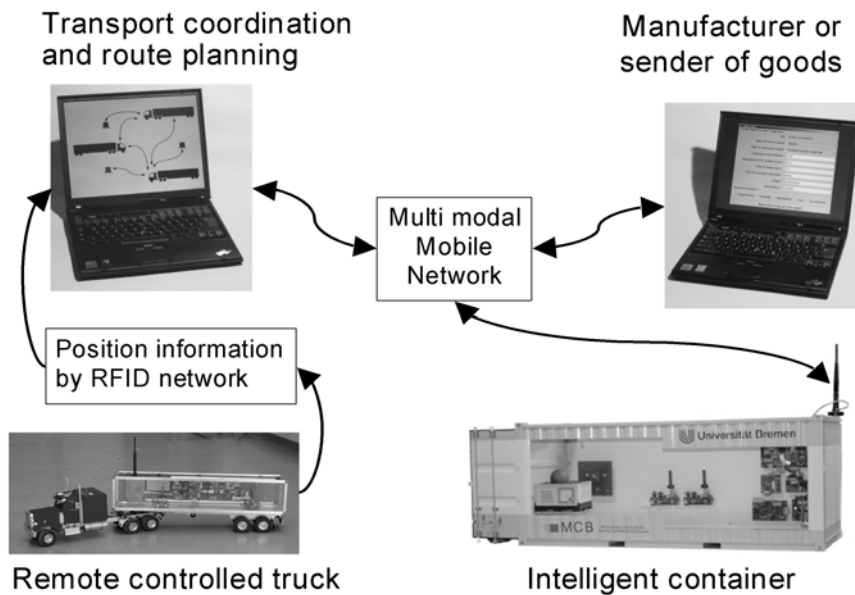 Transport coordination
and route planning
Manufacturer or
sender of goods
Multi modal
Mobile
Network
Position information
by RFID network
Universität Bremen
MCB
Remote controlled truck
Intelligent container